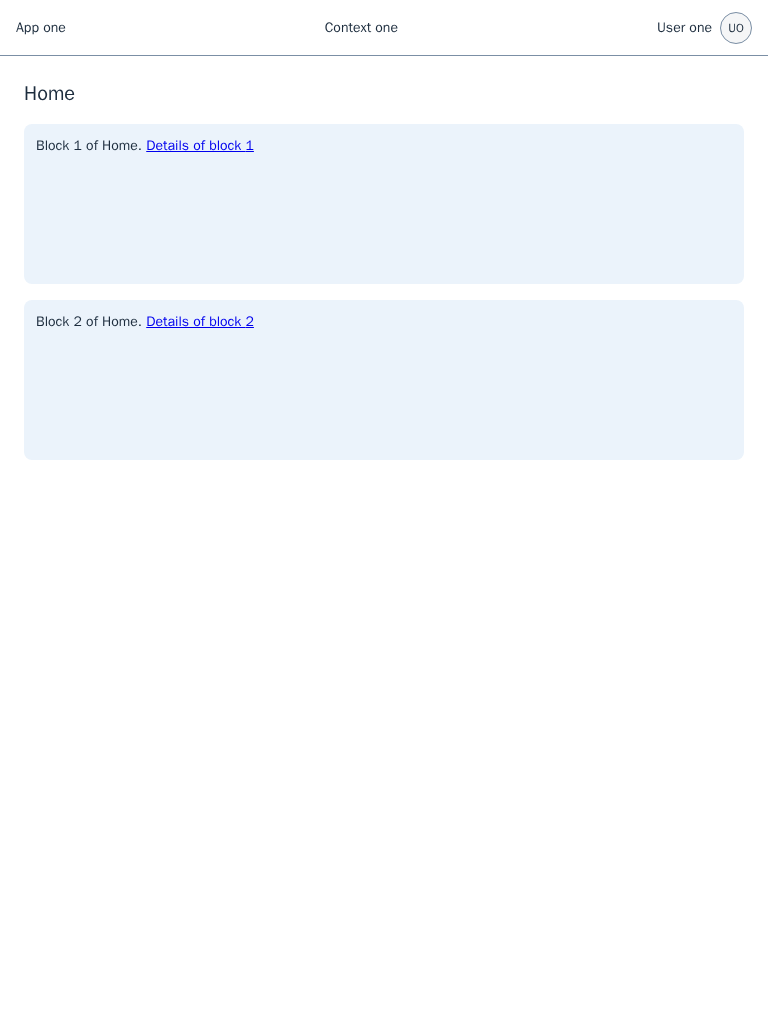 App one Context one User one UO
Home
Block 1 of Home. Details of block 1
Block 2 of Home. Details of block 2